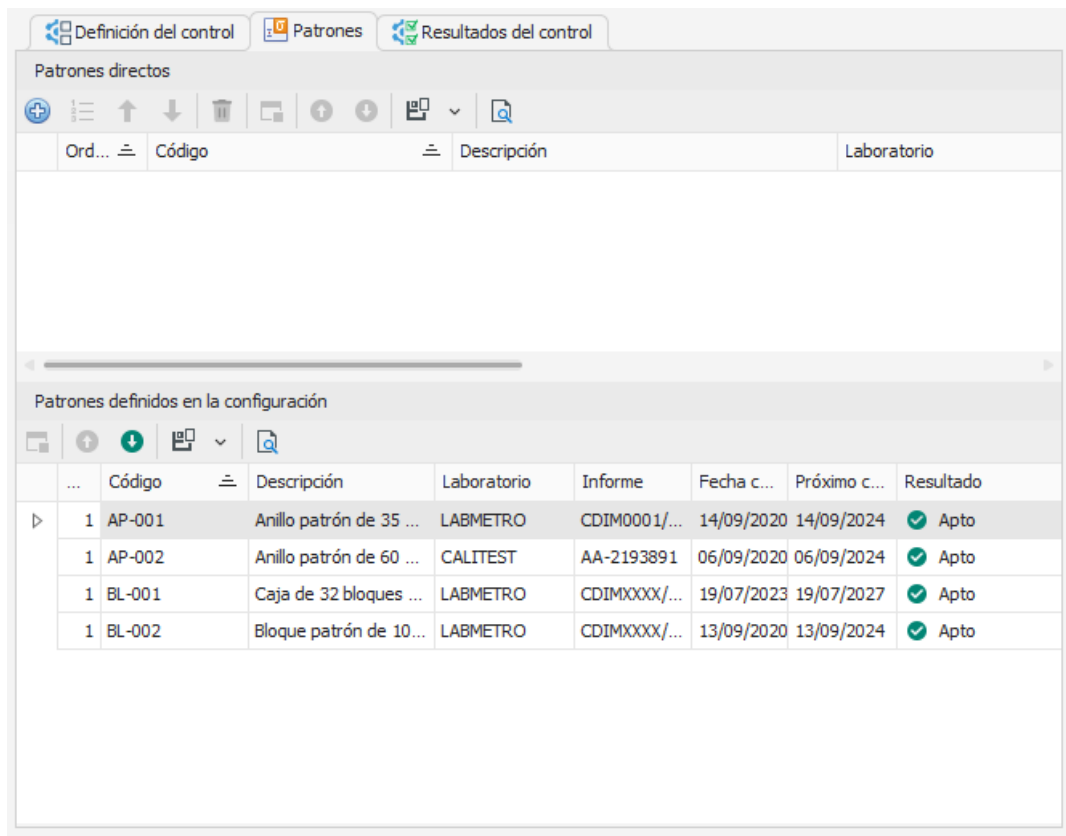 Definición del control Patrones Resultados del control
Patrones directos
Ord... Código Descripción Laboratorio
Patrones definidos en la configuración
... Código Descripción Laboratorio Informe Fecha c... Próximo c... Resultado
1 AP-001 Anillo patrón de 35 ... LABMETRO CDIM0001/... 14/09/2020 14/09/2024 Apto
1 AP-002 Anillo patrón de 60 ... CALITEST AA-2193891 06/09/2020 06/09/2024 Apto
1 BL-001 Caja de 32 bloques ... LABMETRO CDIMXXXX/... 19/07/2023 19/07/2027 Apto
1 BL-002 Bloque patrón de 10... LABMETRO CDIMXXXX/... 13/09/2020 13/09/2024 Apto